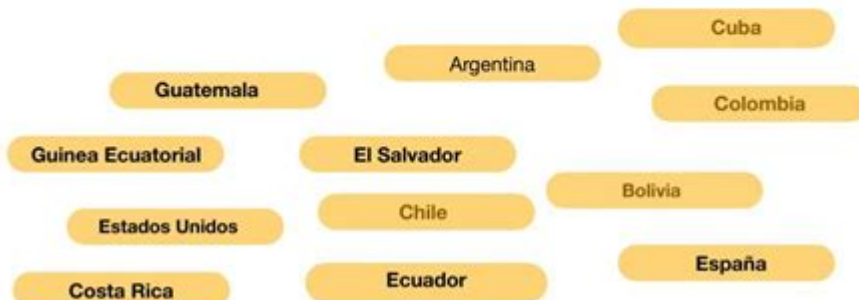 Cuba
Argentina
Guatemala
Colombia
Guinea Ecuatorial
El Salvador
Bolivia
Chile
Estados Unidos
España
Ecuador
Costa Rica